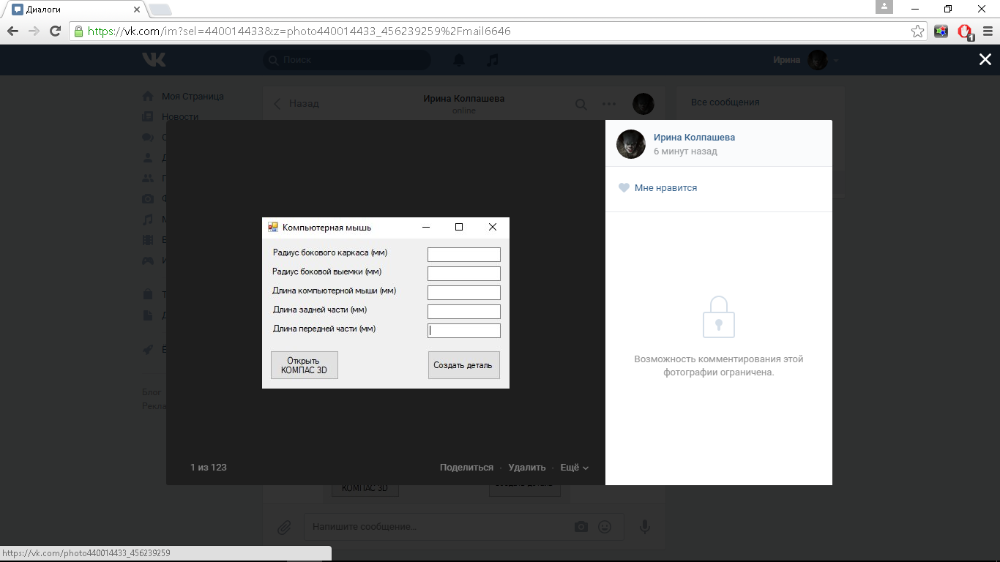 Диалоги
https://vk.com/im?sel=440014433&z=photo440014433_456239259%2Fmail6646
1
Поиск
Ирина
Моя Страница
Новости
Назад
Ирина Колпашева
online
Все сообщения
Ирина Колпашева
6 минут назад
Мне нравится
Компьютерная мышь
Радиус бокового каркаса (мм)
Радиус боковой выемки (мм)
Длина компьютерной мыши (мм)
Длина задней части (мм)
Длина передней части (мм)
Открыть
КОМПАС 3D
Создать деталь
Возможность комментирования этой
фотографии ограничена.
Блог
1 из 123
Поделиться · Удалить · Ещё
КОМПАС 3D
Напишите сообщение...
https://vk.com/photo440014433_456239259